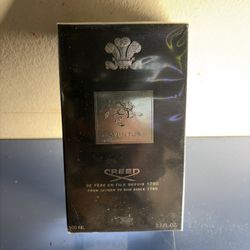 AVENTUS
CREED
DE PÈRE EN FILS DEPUIS 1760
FROM FATHER TO SON SINCE 1760
100 ML 3.3 FL.OZ